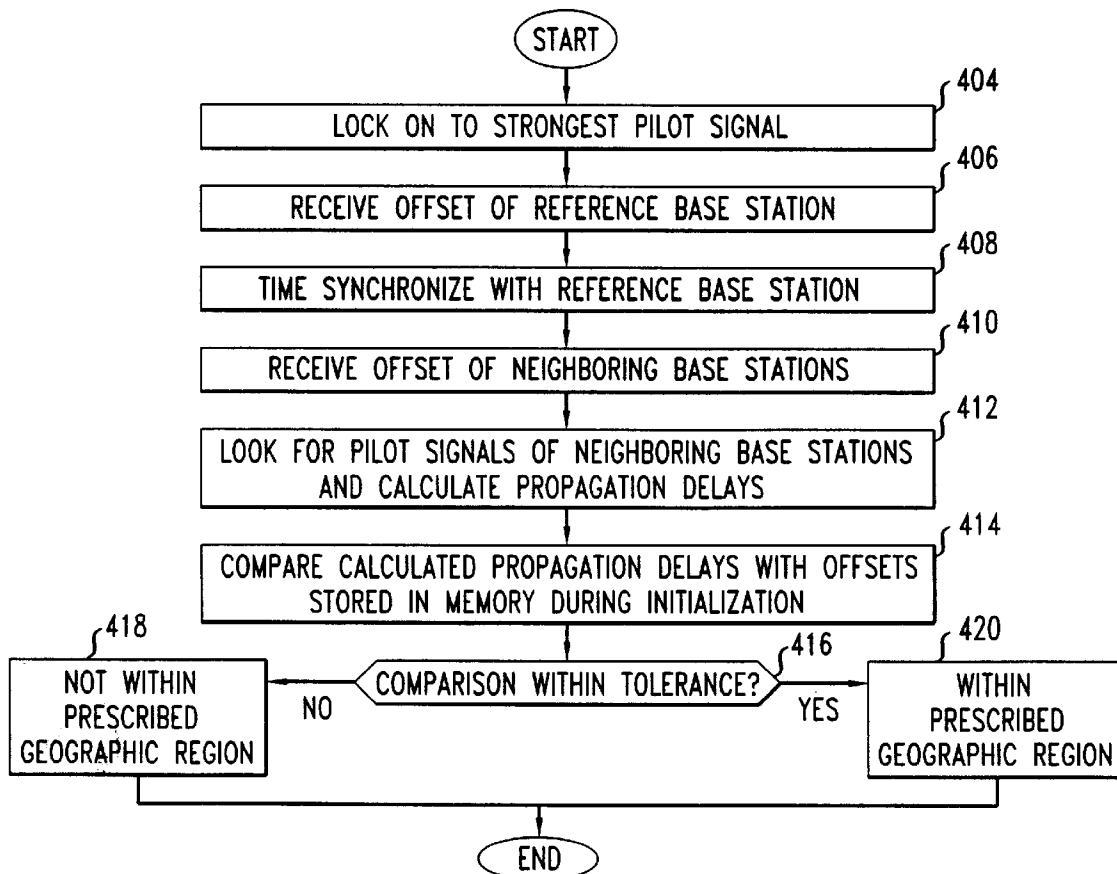 START
404
LOCK ON TO STRONGEST PILOT SIGNAL
406
RECEIVE OFFSET OF REFERENCE BASE STATION
408
TIME SYNCHRONIZE WITH REFERENCE BASE STATION
410
RECEIVE OFFSET OF NEIGHBORING BASE STATIONS
412
LOOK FOR PILOT SIGNALS OF NEIGHBORING BASE STATIONS
AND CALCULATE PROPAGATION DELAYS
414
COMPARE CALCULATED PROPAGATION DELAYS WITH OFFSETS
STORED IN MEMORY DURING INITIALIZATION
416
COMPARISON WITHIN TOLERANCE?
NO
YES
418
NOT WITHIN
PRESCRIBED
GEOGRAPHIC REGION
420
WITHIN
PRESCRIBED
GEOGRAPHIC REGION
END